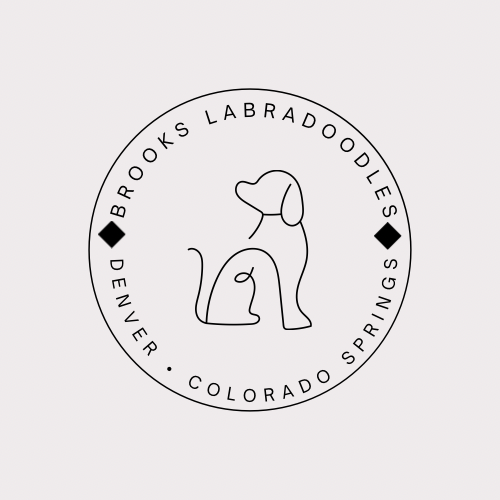 BROOKS LABRADOODLES
DENVER • COLORADO SPRINGS